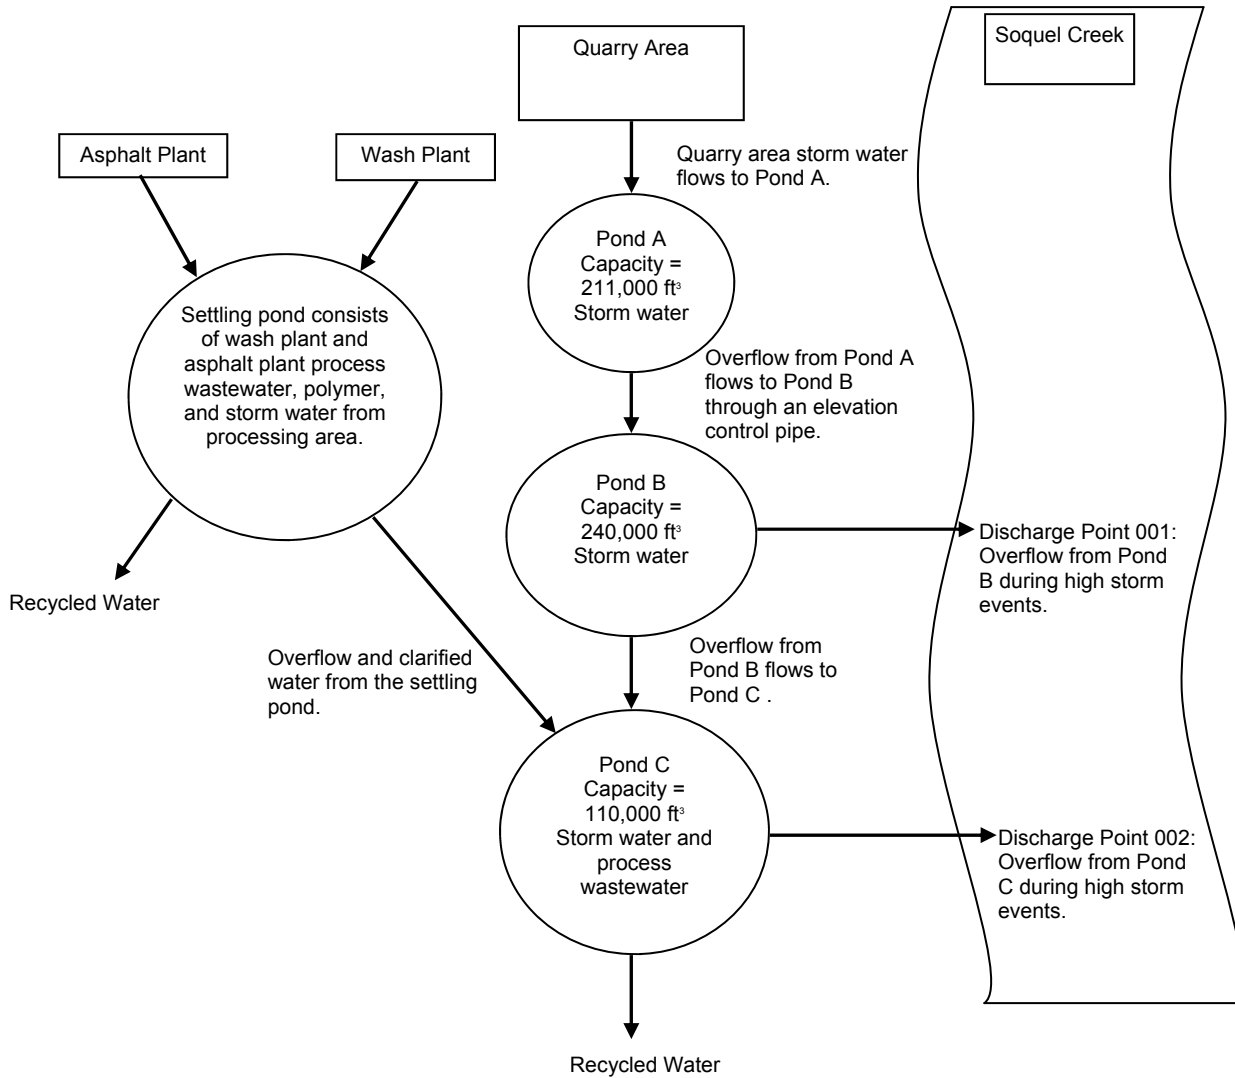 Quarry Area
Soquel Creek
Asphalt Plant
Wash Plant
Quarry area storm water
flows to Pond A.
Pond A
Capacity =
211,000 ft³
Storm water
Settling pond consists
of wash plant and
asphalt plant process
wastewater, polymer,
and storm water from
processing area.
Overflow from Pond A
flows to Pond B
through an elevation
control pipe.
Pond B
Capacity =
240,000 ft³
Storm water
Discharge Point 001:
Overflow from Pond
B during high storm
events.
Recycled Water
Overflow and clarified
water from the settling
pond.
Overflow from
Pond B flows to
Pond C .
Pond C
Capacity =
110,000 ft³
Storm water and
process
wastewater
Discharge Point 002:
Overflow from Pond
C during high storm
events.
Recycled Water